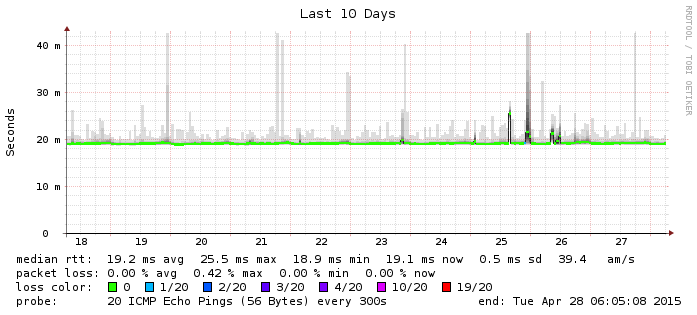 Last 10 Days
RRDTOOL / TOBI OETIKER
Seconds
40 m
30 m
20 m
10 m
0
18 19 20 21 22 23 24 25 26 27
median rtt: 19.2 ms avg 25.5 ms max 18.9 ms min 19.1 ms now 0.5 ms sd 39.4 am/s
packet loss: 0.00 % avg 0.42 % max 0.00 % min 0.00 % now
loss color: 0 1/20 2/20 3/20 4/20 10/20 19/20
probe: 20 ICMP Echo Pings (56 Bytes) every 300s end: Tue Apr 28 06:05:08 2015